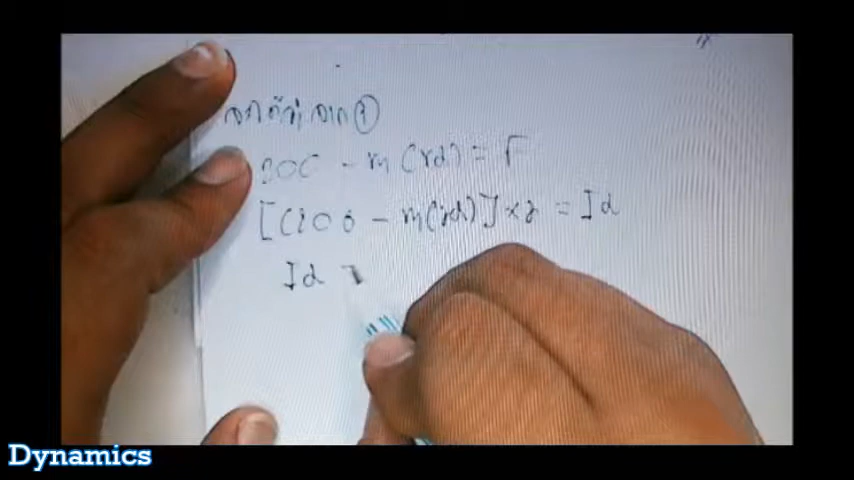 200 - m(rα) = F
[(200 - m(rα)] × r = Iα
Iα =
Dynamics